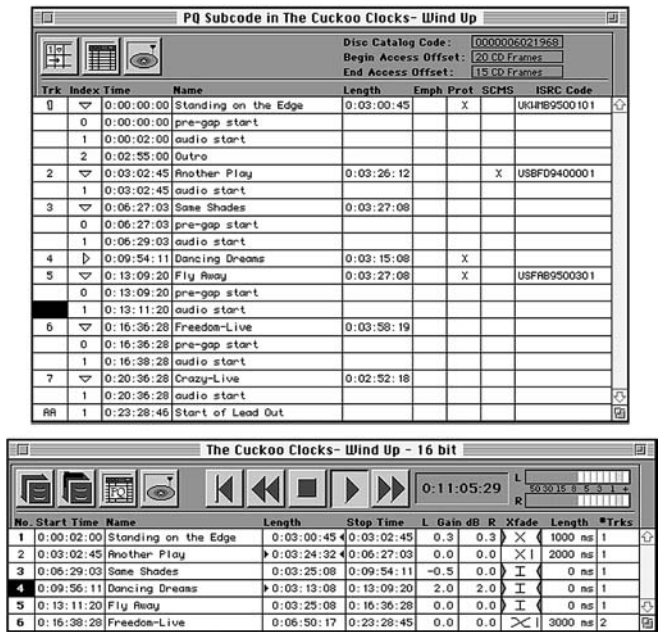 PQ Subcode in The Cuckoo Clocks- Wind Up
Disc Catalog Code: 0000006021968
Begin Access Offset: 20 CD Frames
End Access Offset: 15 CD Frames
Trk Index Time Name Length Emph Prot SCMS ISRC Code
0:00:00:00 Standing on the Edge 0:03:00:45 X UKWMB9500101
0 0:00:00:00 pre-gap start
1 0:00:02:00 audio start
2 0:02:55:00 Outro
2 0:03:02:45 Another Play 0:03:26:12 X USBFD9400001
1 0:03:02:45 audio start
3 0:06:27:03 Same Shades 0:03:27:08
0 0:06:27:03 pre-gap start
1 0:06:29:03 audio start
4 0:09:54:11 Dancing Dreams 0:03:15:08 X
5 0:13:09:20 Fly Away 0:03:27:08 X USFAB9500301
0 0:13:09:20 pre-gap start
1 0:13:11:20 audio start
6 0:16:36:28 Freedom-Live 0:03:58:19
0 0:16:36:28 pre-gap start
1 0:16:38:28 audio start
7 0:20:36:28 Crazy-Live 0:02:52:18
1 0:20:36:28 audio start
AA 1 0:23:28:46 Start of Lead Out
The Cuckoo Clocks- Wind Up - 16 bit
0:11:05:29 L 50 30 15 8 5 3 1 +
R
No. Start Time Name Length Stop Time L Gain dB R Xfade Length *Trks
1 0:00:02:00 Standing on the Edge 0:03:00:45 0:03:02:45 0.3 0.3 1000 ms 1
2 0:03:02:45 Another Play 0:03:24:32 0:06:27:03 0.0 0.0 2000 ms 1
3 0:06:29:03 Same Shades 0:03:25:08 0:09:54:11 -0.5 0.0 0 ms 1
4 0:09:56:11 Dancing Dreams 0:03:13:08 0:13:09:20 2.0 2.0 0 ms 1
5 0:13:11:20 Fly Away 0:03:25:08 0:16:36:28 0.0 0.0 0 ms 1
6 0:16:38:28 Freedom-Live 0:06:50:17 0:23:28:45 0.0 0.0 3000 ms 2